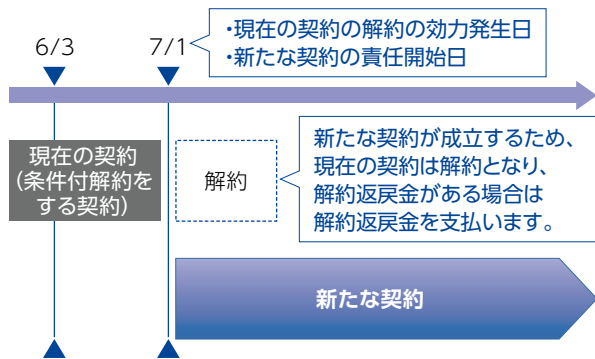 6/3
7/1
・現在の契約の解約の効力発生日
・新たな契約の責任開始日
現在の契約
(条件付解約を
する契約)
解約
新たな契約が成立するため、
現在の契約は解約となり、
解約返戻金がある場合は
解約返戻金を支払います。
新たな契約